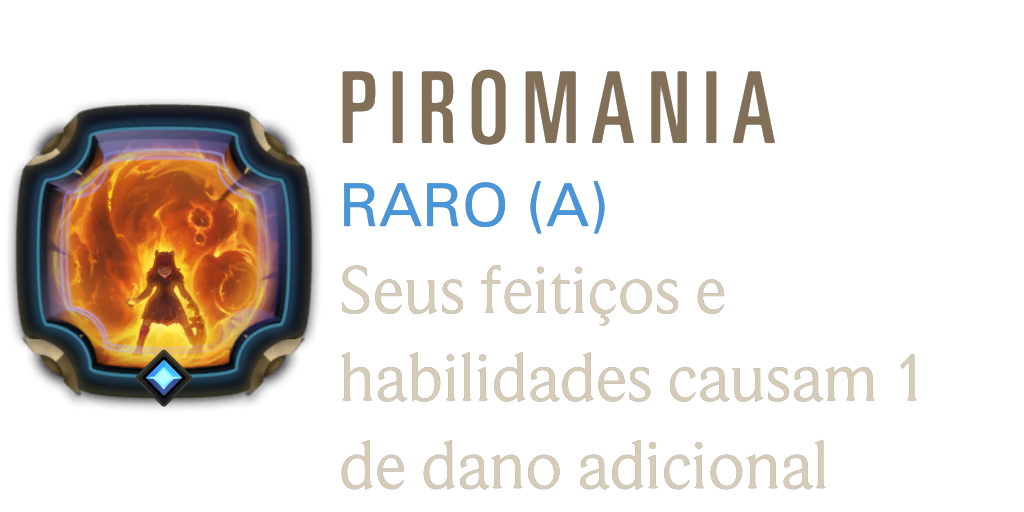 PIROMANIA
RARO (A)
Seus feitiços e
habilidades causam 1
de dano adicional